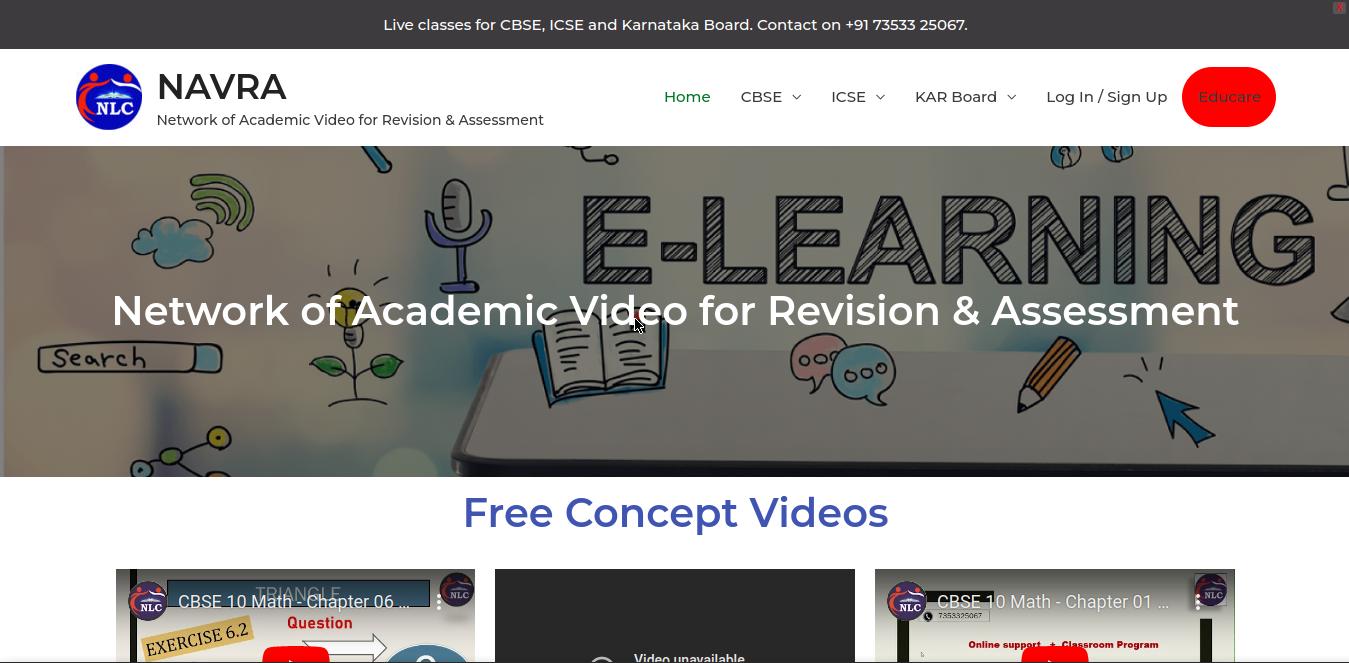 Live classes for CBSE, ICSE and Karnataka Board. Contact on +91 73533 25067.
X
NLC
NAVRA
Network of Academic Video for Revision & Assessment
Home
CBSE
ICSE
KAR Board
Log In / Sign Up
Educare
E-LEARNING
Network of Academic Video for Revision & Assessment
Search
Free Concept Videos
NLC
TRIANGLE
CBSE 10 Math - Chapter 06 ...
NLC
EXERCISE 6.2
Question
Video unavailable
NLC
CBSE 10 Math - Chapter 01 ...
NLC
7353325067
Online support + Classroom Program